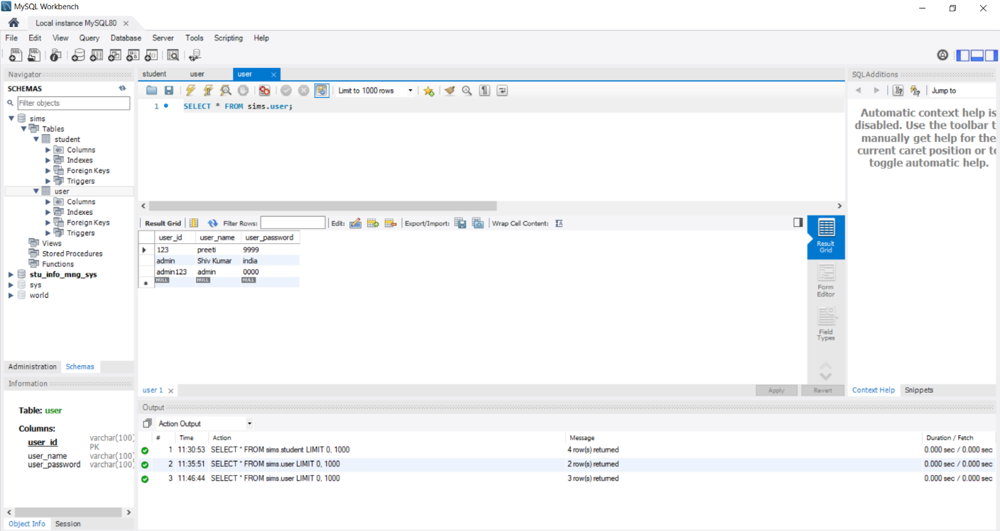 MySQL Workbench
Local instance MySQL80
File Edit View Query Database Server Tools Scripting Help
Navigator
SCHEMAS
Filter objects
sims
Tables
student
Columns
Indexes
Foreign Keys
Triggers
user
Columns
Indexes
Foreign Keys
Triggers
Views
Stored Procedures
Functions
stu_info_mng_sys
sys
world
Administration Schemas
Information
Table: user
Columns:
user_id varchar(100)
PK
user_name varchar(100)
user_password varchar(100)
Object Info Session
student user user
Limit to 1000 rows
1 SELECT * FROM sims.user;
Result Grid Filter Rows: Edit: Export/Import: Wrap Cell Content:
user_id user_name user_password
123 preeti 9999
admin Shiv Kumar india
admin123 admin 0000
NULL NULL NULL
Result
Grid
Form
Editor
Field
Types
user 1 Apply Revert
SQLAdditions
Jump to
Automatic context help is
disabled. Use the toolbar t
manually get help for the
current caret position or to
toggle automatic help.
Context Help Snippets
Output
Action Output
# Time Action Message Duration / Fetch
1 11:30:53 SELECT * FROM sims.student LIMIT 0, 1000 4 row(s) returned 0.000 sec / 0.000 sec
2 11:35:51 SELECT * FROM sims.user LIMIT 0, 1000 2 row(s) returned 0.000 sec / 0.000 sec
3 11:46:44 SELECT * FROM sims.user LIMIT 0, 1000 3 row(s) returned 0.000 sec / 0.000 sec